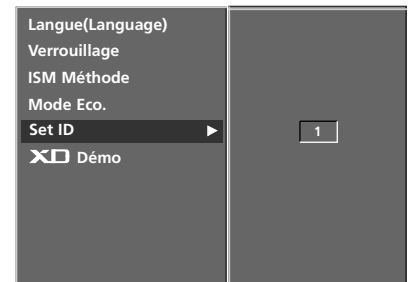 Langue(Language)
Verrouillage
ISM Méthode
Mode Eco.
Set ID ▶ 1
XD Démo